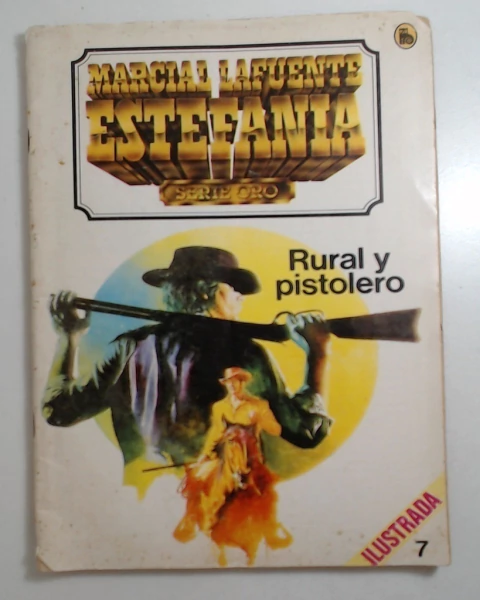 MARCIAL LAFUENTE
ESTEFANIA
SERIE ORO
Rural y
pistolero
ILUSTRADA
7